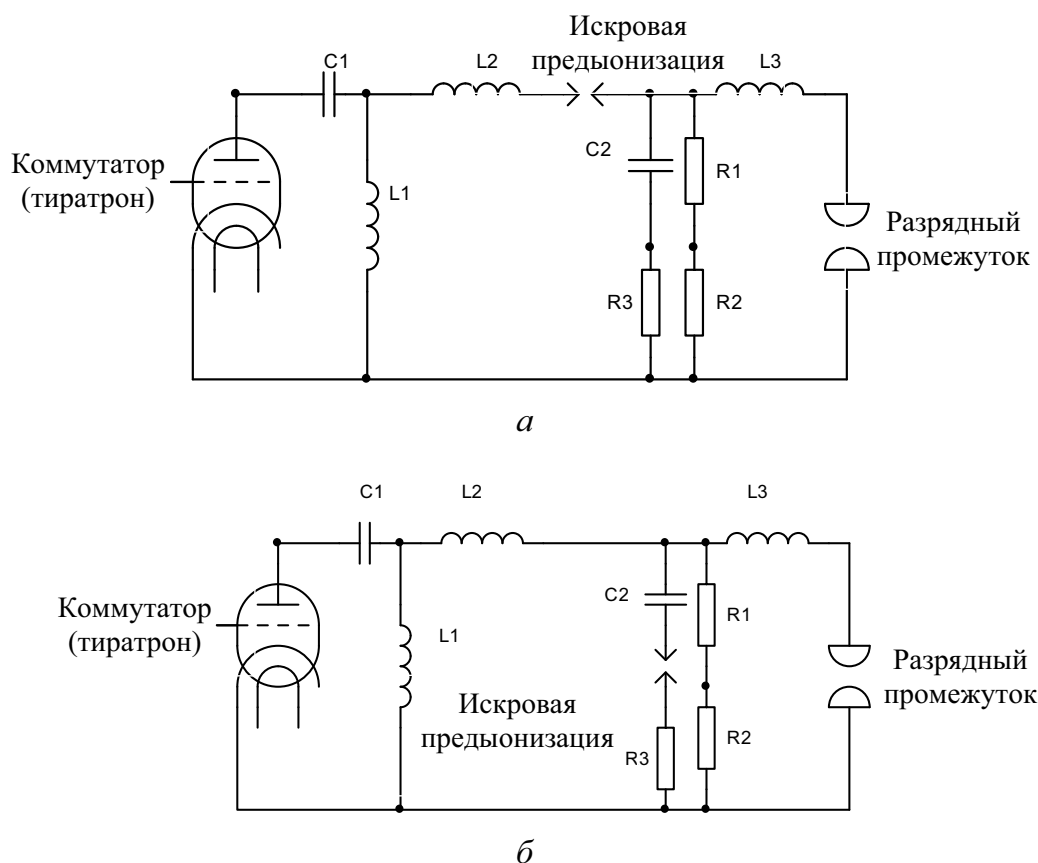 Искровая
предыонизация
C1
L2
L3
Коммутатор
(тиратрон)
L1
C2
R1
Разрядный
промежуток
R3
R2
а
C1
L2
L3
Коммутатор
(тиратрон)
L1
C2
R1
Искровая
предыонизация
Разрядный
промежуток
R3
R2
б